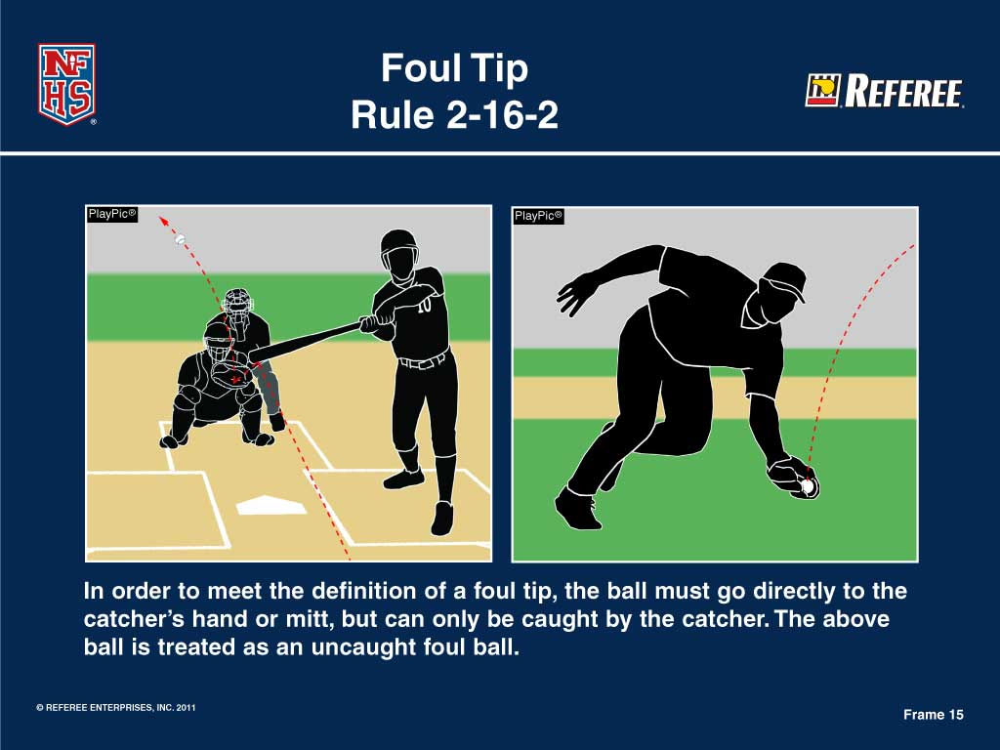 NFHS
®
Foul Tip
Rule 2-16-2
REFEREE
PlayPic®
PlayPic®
10
In order to meet the definition of a foul tip, the ball must go directly to the
catcher’s hand or mitt, but can only be caught by the catcher. The above
ball is treated as an uncaught foul ball.
© REFEREE ENTERPRISES, INC. 2011
Frame 15